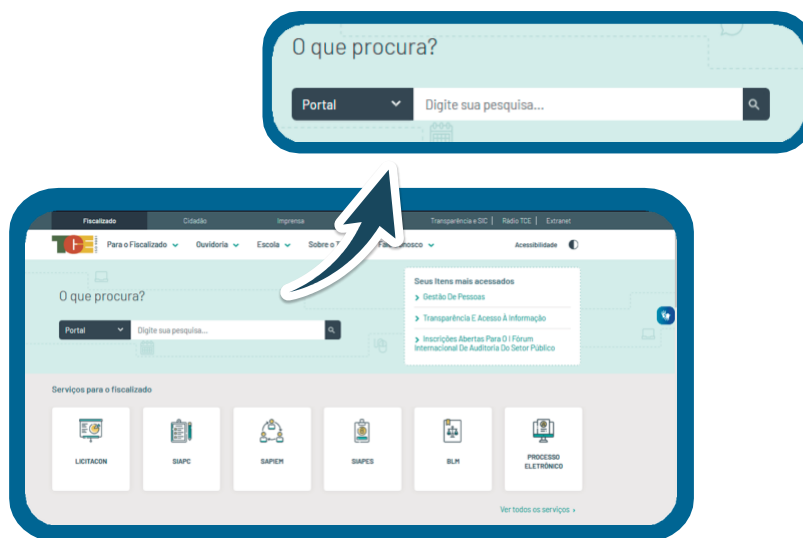 O que procura?
Portal
Digite sua pesquisa...
Fiscalizado
Cidadão
Imprensa
Transparência e SIC | Rádio TCE | Extranet
TCE
Para o Fiscalizado
Ouvidoria
Escola
Sobre o
Acessibilidade
O que procura?
Portal
Digite sua pesquisa...
Seus Itens mais acessados
Gestão De Pessoas
Transparência E Acesso À Informação
Inscrições Abertas Para O I Fórum
Internacional De Auditoria Do Setor Público
Serviços para o fiscalizado
LICITACON
SIAPC
SAPIEM
SIAPES
BLM
PROCESSO
ELETRÔNICO
Ver todos os serviços